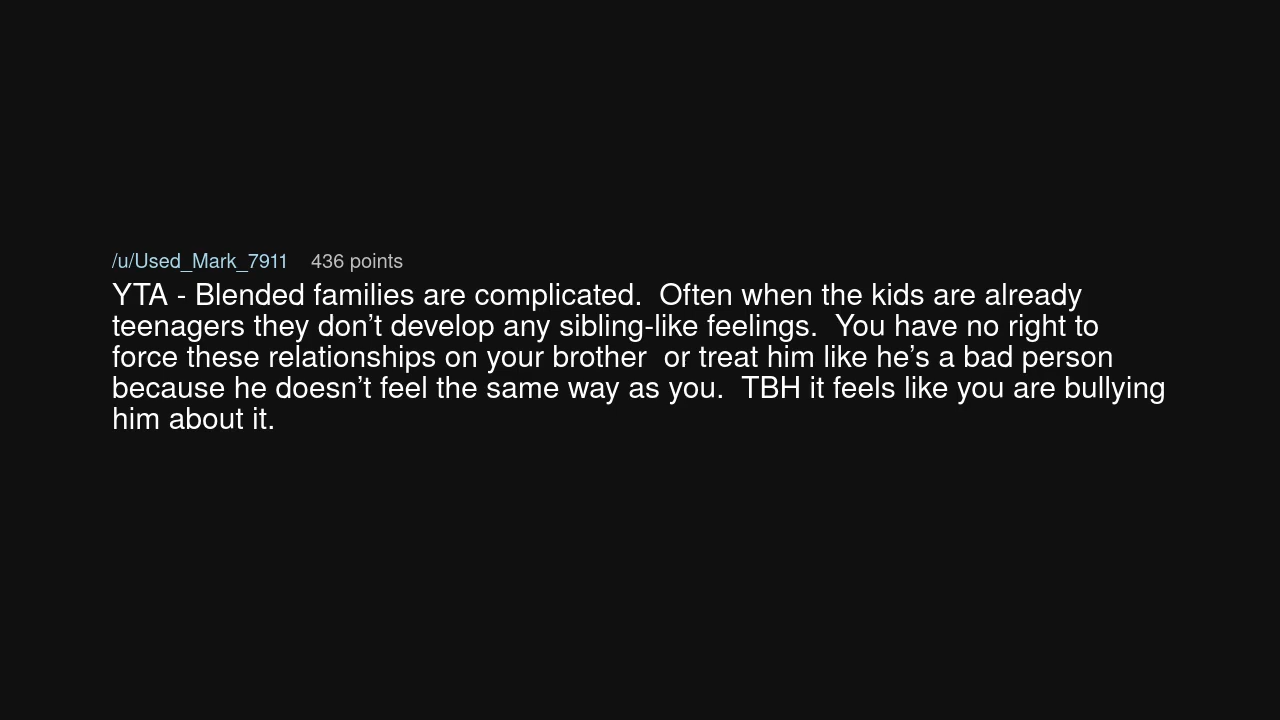 /u/Used_Mark_7911 436 points
YTA - Blended families are complicated.  Often when the kids are already
teenagers they don’t develop any sibling-like feelings.  You have no right to
force these relationships on your brother  or treat him like he’s a bad person
because he doesn’t feel the same way as you.  TBH it feels like you are bullying
him about it.